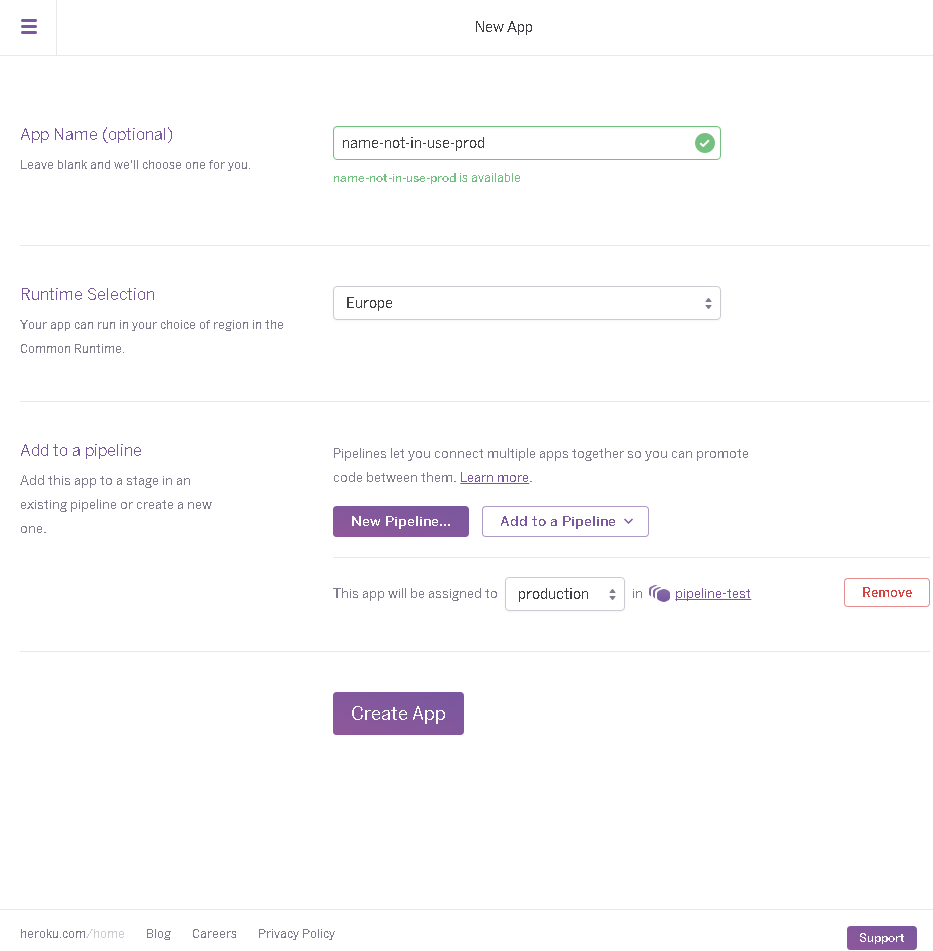 New App
App Name (optional)
Leave blank and we'll choose one for you.
name-not-in-use-prod
name-not-in-use-prod is available
Runtime Selection
Your app can run in your choice of region in the
Common Runtime.
Europe
Add to a pipeline
Add this app to a stage in an
existing pipeline or create a new
one.
Pipelines let you connect multiple apps together so you can promote
code between them. Learn more.
New Pipeline... Add to a Pipeline
This app will be assigned to production in pipeline-test Remove
Create App
heroku.com/home Blog Careers Privacy Policy Support